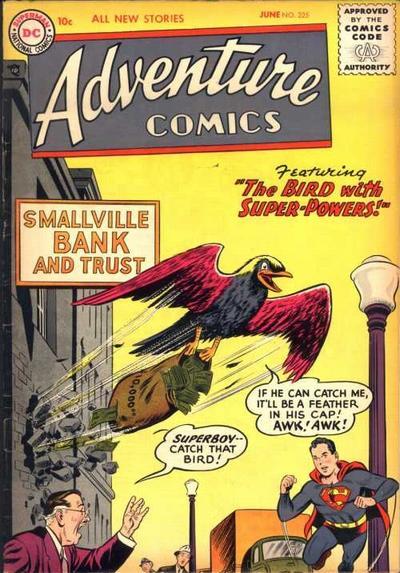 SUPERMAN
DC
NATIONAL COMICS
10c
ALL NEW STORIES
JUNE NO. 225
APPROVED
BY THE
COMICS
CODE
CA
AUTHORITY
Adventure
COMICS
Featuring
"The BIRD with
SUPER-POWERS!"
SMALLVILLE
BANK
AND TRUST
IF HE CAN CATCH ME,
IT'LL BE A FEATHER
IN HIS CAP!
AWK! AWK!
SUPERBOY--
CATCH THAT
BIRD!
S